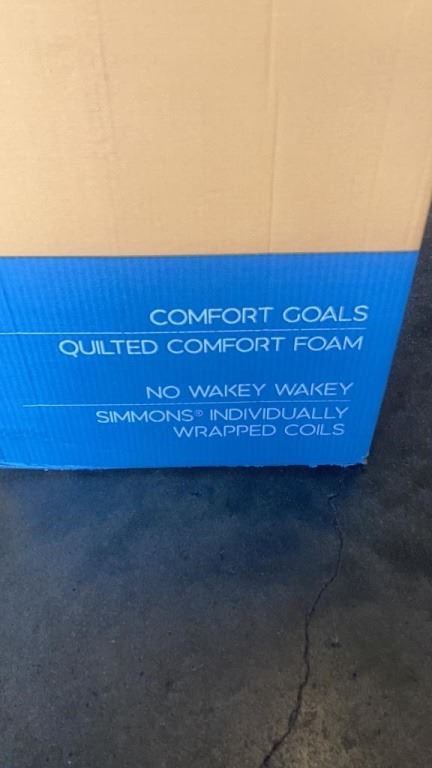 COMFORT GOALS
QUILTED COMFORT FOAM
NO WAKEY WAKEY
SIMMONS® INDIVIDUALLY
WRAPPED COILS